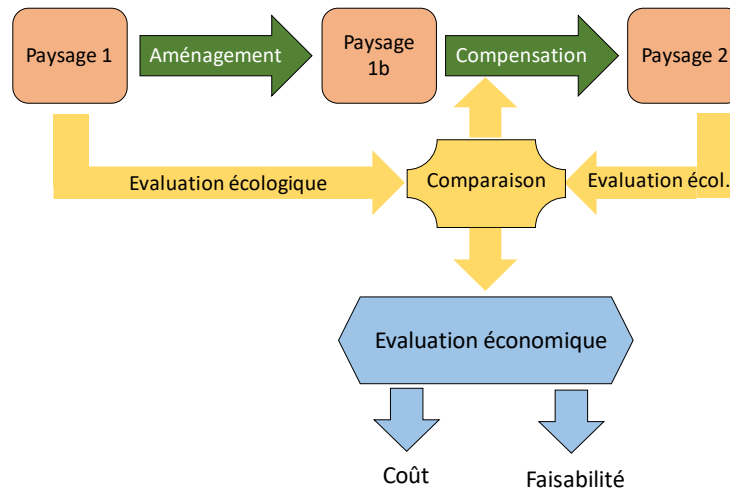 Paysage 1
Aménagement
Paysage
1b
Compensation
Paysage 2
Evaluation écologique
Comparaison
Evaluation écol.
Evaluation économique
Coût
Faisabilité